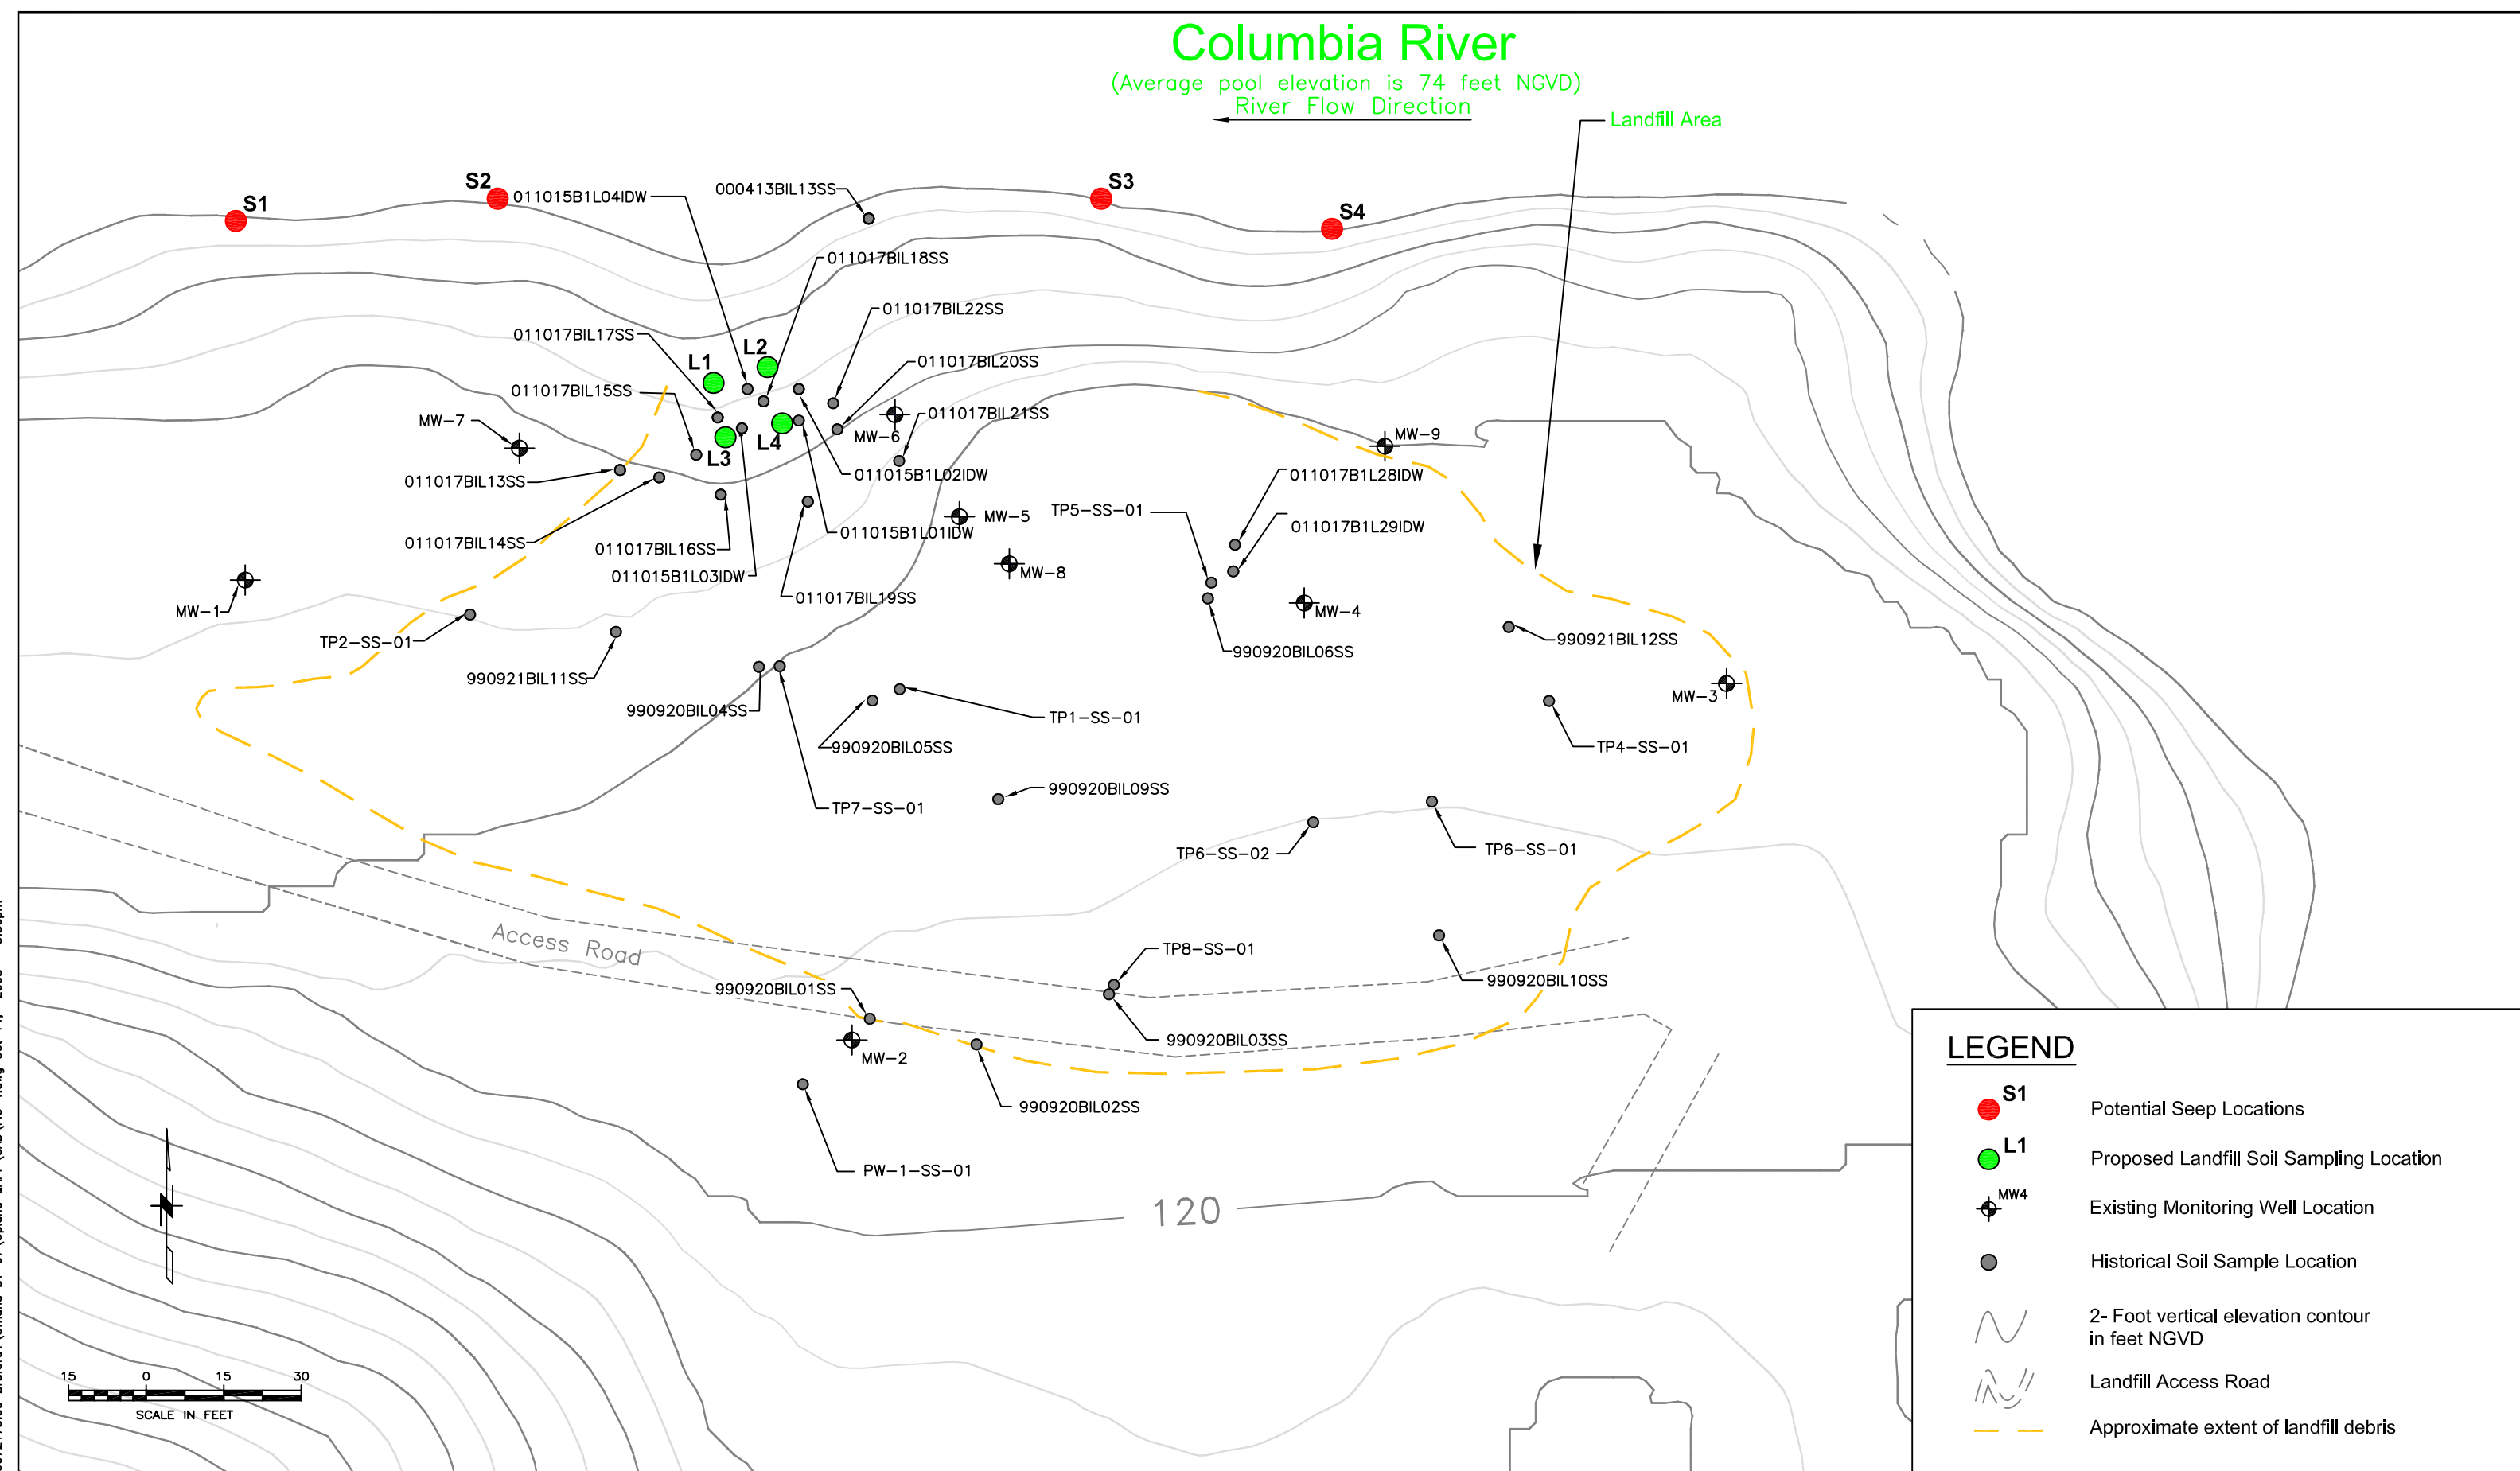 Columbia River
(Average pool elevation is 74 feet NGVD)
River Flow Direction
Landfill Area
S1
S2
S3
S4
011015B1L04IDW
000413BIL13SS
011017BIL18SS
011017BIL22SS
011017BIL17SS
L1
L2
011017BIL20SS
011017BIL15SS
011017BIL21SS
MW-7
MW-6
MW-9
L3
L4
011017BIL13SS
011015B1L02IDW
011017B1L28IDW
TP5-SS-01
MW-5
011017B1L29IDW
011015B1L01IDW
011017BIL14SS
011017BIL16SS
011015B1L03IDW
MW-8
011017BIL19SS
MW-1
MW-4
TP2-SS-01
990920BIL06SS
990921BIL12SS
990921BIL11SS
MW-3
990920BIL04SS
TP1-SS-01
990920BIL05SS
TP4-SS-01
990920BIL09SS
TP7-SS-01
TP6-SS-02
TP6-SS-01
Access Road
TP8-SS-01
990920BIL01SS
990920BIL10SS
990920BIL03SS
MW-2
990920BIL02SS
PW-1-SS-01
120
15 0 15 30
SCALE IN FEET
LEGEND
S1
Potential Seep Locations
L1
Proposed Landfill Soil Sampling Location
MW4
Existing Monitoring Well Location
Historical Soil Sample Location
2- Foot vertical elevation contour
in feet NGVD
Landfill Access Road
Approximate extent of landfill debris